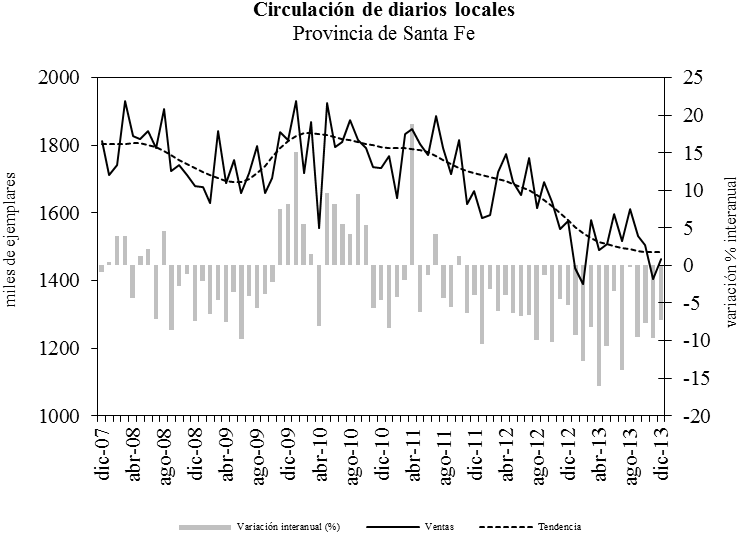 Circulación de diarios locales
Provincia de Santa Fe
miles de ejemplares
2000
1800
1600
1400
1200
1000
25
20
15
10
5
0
-5
-10
-15
-20
variación % interanual
dic-07
abr-08
ago-08
dic-08
abr-09
ago-09
dic-09
abr-10
ago-10
dic-10
abr-11
ago-11
dic-11
abr-12
ago-12
dic-12
abr-13
ago-13
dic-13
Variación interanual (%) Ventas Tendencia